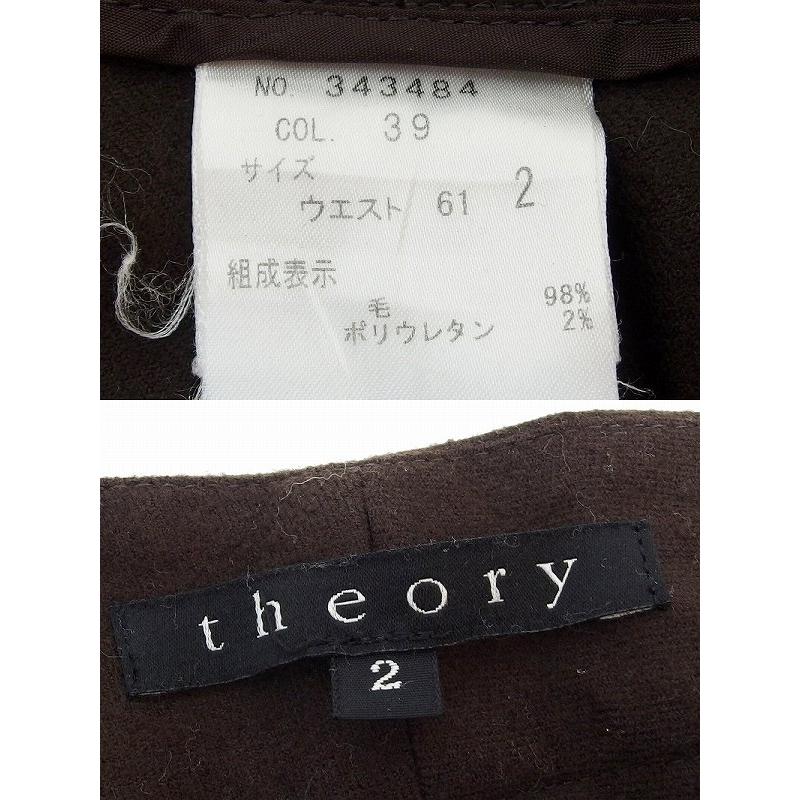 NO. 343484
COL. 39
サイズ
ウエスト 61 2
組成表示
毛 98%
ポリウレタン 2%
theory
2